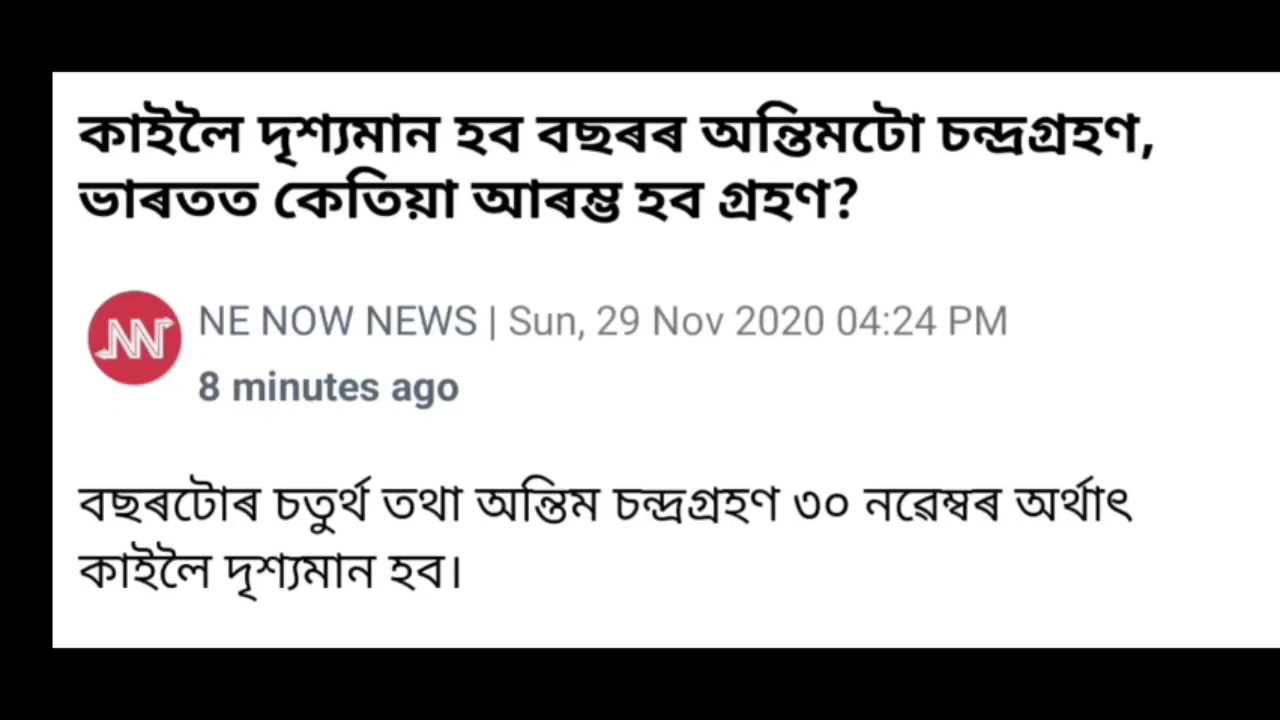 কাইলৈ দৃশ্যমান হব বছৰৰ অন্তিমটো চন্দ্ৰগ্ৰহণ,
ভাৰতত কেতিয়া আৰম্ভ হব গ্ৰহণ?
NE NOW NEWS | Sun, 29 Nov 2020 04:24 PM
8 minutes ago
বছৰটোৰ চতুৰ্থ তথা অন্তিম চন্দ্ৰগ্ৰহণ ৩০ নৱেম্বৰ অৰ্থাৎ
কাইলৈ দৃশ্যমান হব।